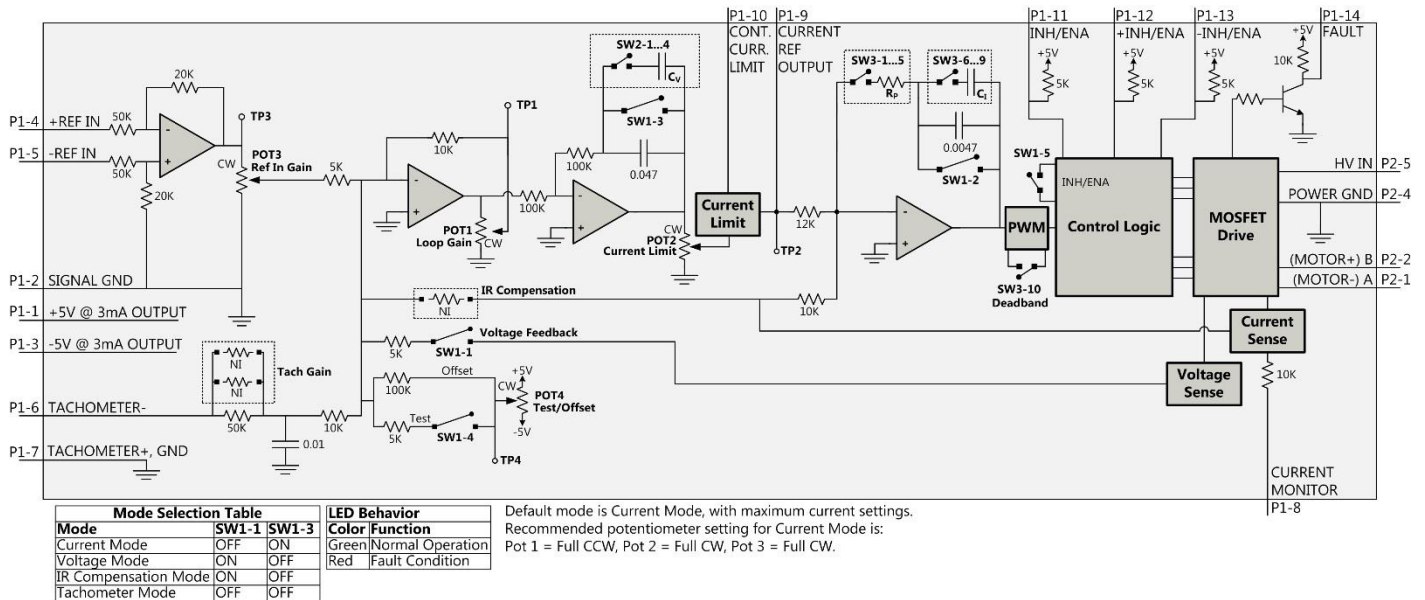 P1-10
CONT.
CURR.
LIMIT
P1-9
CURRENT
REF
OUTPUT
P1-11
INH/ENA
P1-12
+INH/ENA
P1-13
-INH/ENA
P1-14
FAULT
+5V
5K
+5V
5K
+5V
5K
+5V
10K
SW2-1...4
CV
SW1-3
0.047
100K
SW3-1...5
RP
SW3-6...9
CI
0.0047
SW1-2
20K
P1-4 +REF IN
50K
P1-5 -REF IN
50K
20K
-
+
TP3
CW
POT3
Ref In Gain
5K
TP1
10K
-
+
POT1
Loop Gain
CW
100K
-
+
CW
POT2
Current Limit
Current
Limit
TP2
12K
-
+
PWM
SW3-10
Deadband
SW1-5
INH/ENA
Control Logic
MOSFET
Drive
HV IN P2-5
POWER GND P2-4
(MOTOR+) B P2-2
(MOTOR-) A P2-1
P1-2 SIGNAL GND
P1-1 +5V @ 3mA OUTPUT
P1-3 -5V @ 3mA OUTPUT
IR Compensation
NI
10K
Voltage Feedback
5K
SW1-1
Current
Sense
Voltage
Sense
10K
NI
NI
Tach Gain
P1-6 TACHOMETER-
50K
10K
0.01
P1-7 TACHOMETER+, GND
Offset
100K
Test
5K
SW1-4
CW
+5V
POT4
Test/Offset
-5V
TP4
CURRENT
MONITOR
P1-8
Mode Selection Table
Mode SW1-1 SW1-3
Current Mode OFF ON
Voltage Mode ON OFF
IR Compensation Mode ON OFF
Tachometer Mode OFF OFF
LED Behavior
Color Function
Green Normal Operation
Red Fault Condition
Default mode is Current Mode, with maximum current settings.
Recommended potentiometer setting for Current Mode is:
Pot 1 = Full CCW, Pot 2 = Full CW, Pot 3 = Full CW.